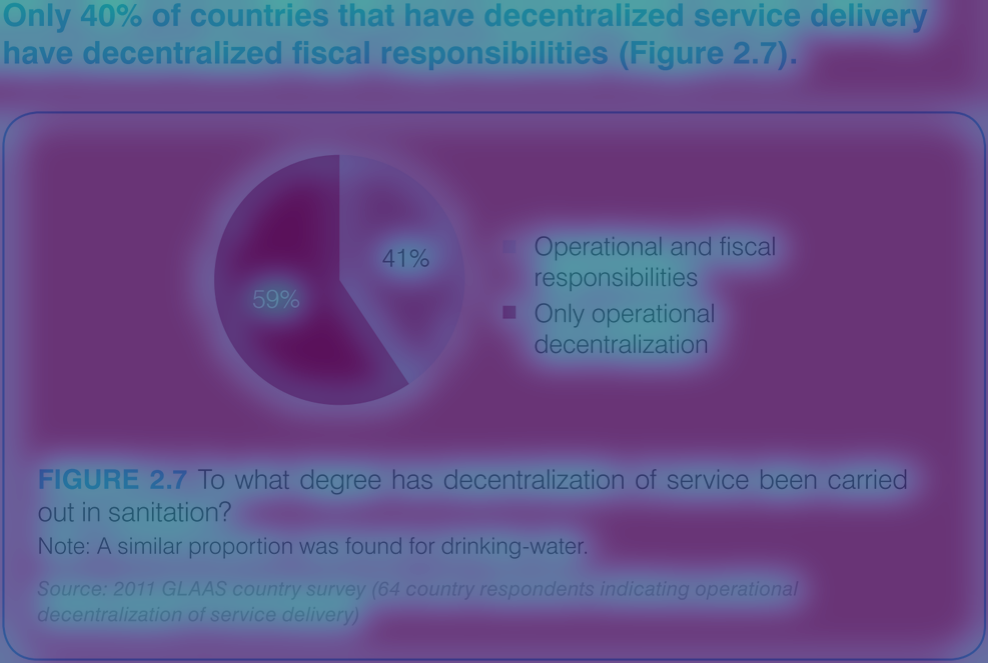 Only 40% of countries that have decentralized service delivery
have decentralized fiscal responsibilities (Figure 2.7).
41%
59%
Operational and fiscal
responsibilities
Only operational
decentralization
FIGURE 2.7 To what degree has decentralization of service been carried
out in sanitation?
Note: A similar proportion was found for drinking-water.
Source: 2011 GLAAS country survey (64 country respondents indicating operational
decentralization of service delivery)